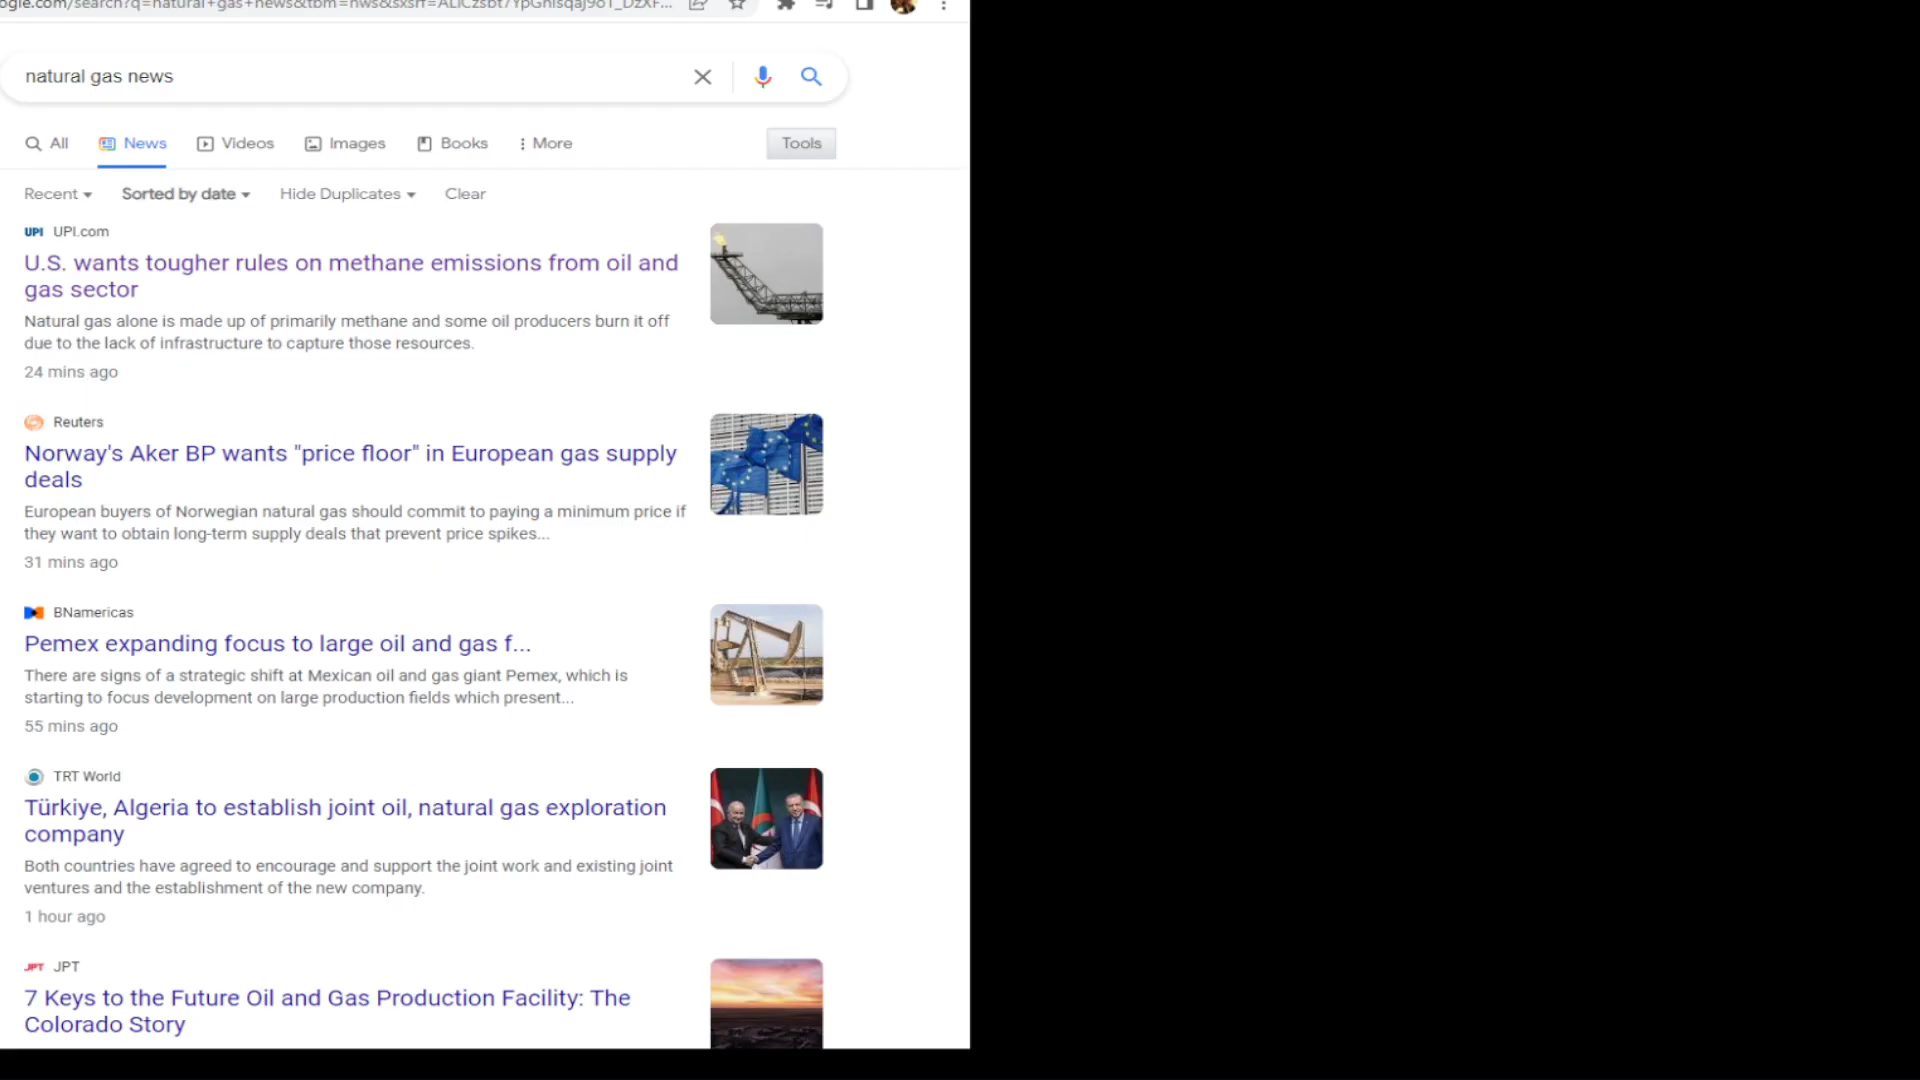 natural gas news
All News Videos Images Books More Tools
Recent Sorted by date Hide Duplicates Clear
UPI UPI.com
U.S. wants tougher rules on methane emissions from oil and
gas sector
Natural gas alone is made up of primarily methane and some oil producers burn it off
due to the lack of infrastructure to capture those resources.
24 mins ago
Reuters
Norway's Aker BP wants "price floor" in European gas supply
deals
European buyers of Norwegian natural gas should commit to paying a minimum price if
they want to obtain long-term supply deals that prevent price spikes...
31 mins ago
BNamericas
Pemex expanding focus to large oil and gas f...
There are signs of a strategic shift at Mexican oil and gas giant Pemex, which is
starting to focus development on large production fields which present...
55 mins ago
TRT World
Türkiye, Algeria to establish joint oil, natural gas exploration
company
Both countries have agreed to encourage and support the joint work and existing joint
ventures and the establishment of the new company.
1 hour ago
JPT JPT
7 Keys to the Future Oil and Gas Production Facility: The
Colorado Story